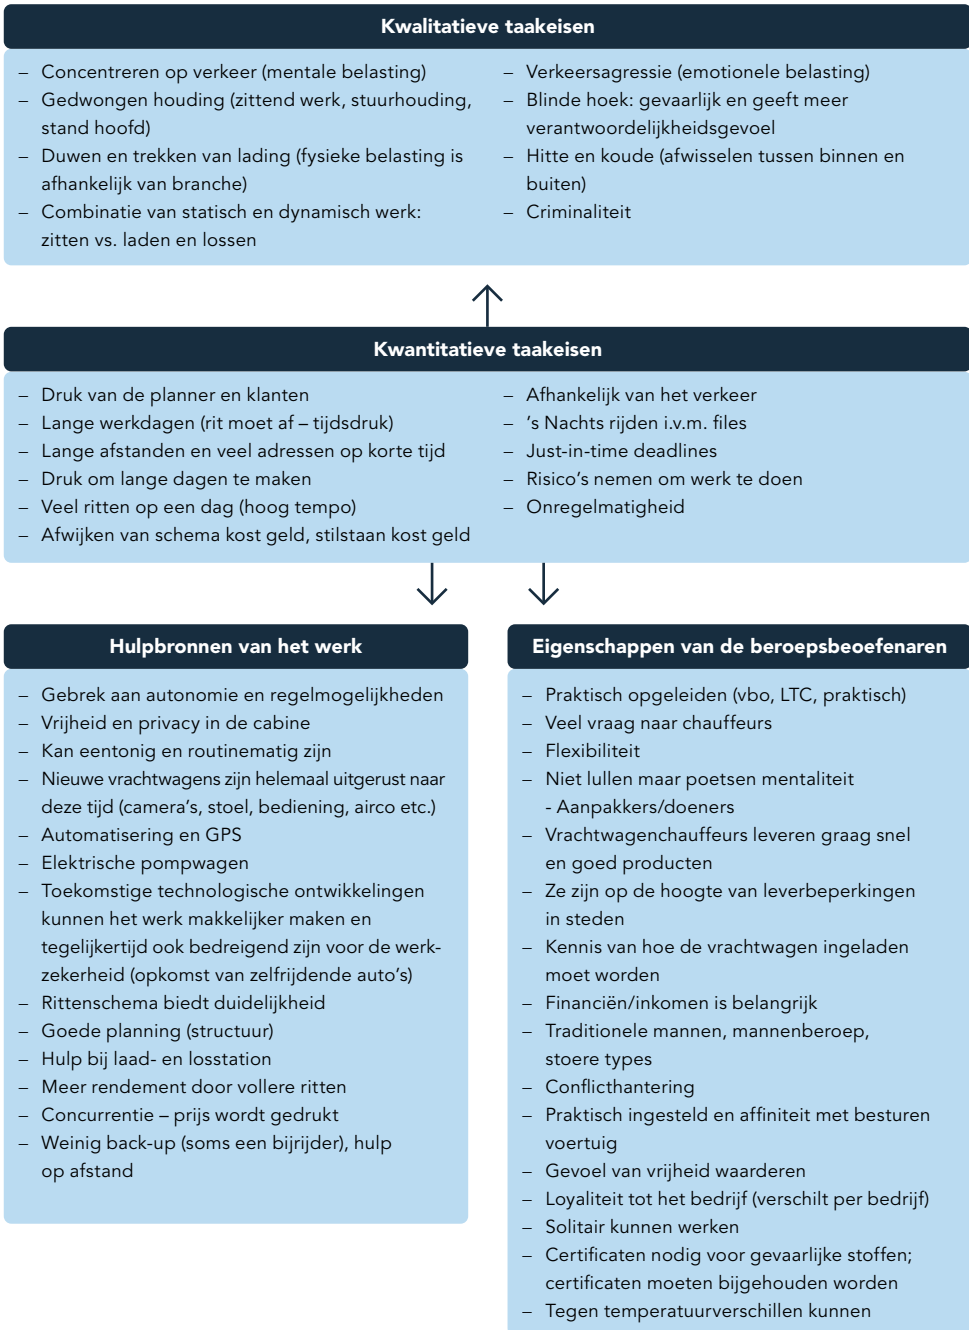 Kwalitatieve taakeisen
– Concentreren op verkeer (mentale belasting)
– Gedwongen houding (zittend werk, stuurhouding,
stand hoofd)
– Duwen en trekken van lading (fysieke belasting is
afhankelijk van branche)
– Combinatie van statisch en dynamisch werk:
zitten vs. laden en lossen
– Verkeersagressie (emotionele belasting)
– Blinde hoek: gevaarlijk en geeft meer
verantwoordelijkheidsgevoel
– Hitte en koude (afwisselen tussen binnen en
buiten)
– Criminaliteit
Kwantitatieve taakeisen
– Druk van de planner en klanten
– Lange werkdagen (rit moet af – tijdsdruk)
– Lange afstanden en veel adressen op korte tijd
– Druk om lange dagen te maken
– Veel ritten op een dag (hoog tempo)
– Afwijken van schema kost geld, stilstaan kost geld
– Afhankelijk van het verkeer
– 's Nachts rijden i.v.m. files
– Just-in-time deadlines
– Risico's nemen om werk te doen
– Onregelmatigheid
Hulpbronnen van het werk
– Gebrek aan autonomie en regelmogelijkheden
– Vrijheid en privacy in de cabine
– Kan eentonig en routinematig zijn
– Nieuwe vrachtwagens zijn helemaal uitgerust naar
deze tijd (camera's, stoel, bediening, airco etc.)
– Automatisering en GPS
– Elektrische pompwagen
– Toekomstige technologische ontwikkelingen
kunnen het werk makkelijker maken en
tegelijkertijd ook bedreigend zijn voor de werk-
zekerheid (opkomst van zelfrijdende auto's)
– Rittenschema biedt duidelijkheid
– Goede planning (structuur)
– Hulp bij laad- en losstation
– Meer rendement door vollere ritten
– Concurrentie – prijs wordt gedrukt
– Weinig back-up (soms een bijrijder), hulp
op afstand
Eigenschappen van de beroepsbeoefenaren
– Praktisch opgeleiden (vbo, LTC, praktisch)
– Veel vraag naar chauffeurs
– Flexibiliteit
– Niet lullen maar poetsen mentaliteit
- Aanpakkers/doeners
– Vrachtwagenchauffeurs leveren graag snel
en goed producten
– Ze zijn op de hoogte van leverbeperkingen
in steden
– Kennis van hoe de vrachtwagen ingeladen
moet worden
– Financiën/inkomen is belangrijk
– Traditionele mannen, mannenberoep,
stoere types
– Conflicthantering
– Praktisch ingesteld en affiniteit met besturen
voertuig
– Gevoel van vrijheid waarderen
– Loyaliteit tot het bedrijf (verschilt per bedrijf)
– Solitair kunnen werken
– Certificaten nodig voor gevaarlijke stoffen;
certificaten moeten bijgehouden worden
– Tegen temperatuurverschillen kunnen